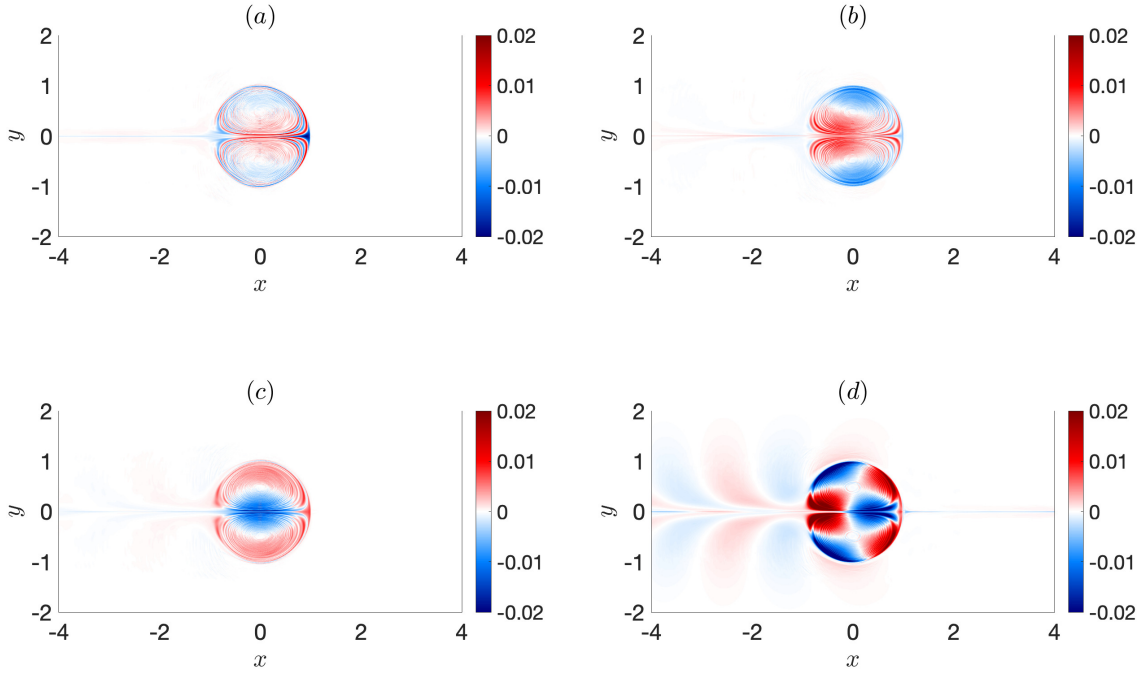 (a) (b)
2 0.02 2 0.02
1 0.01 1 0.01
y 0 0 y 0 0
-1 -0.01 -1 -0.01
-2 -0.02 -2 -0.02
-4 -2 0 2 4 -4 -2 0 2 4
x x
(c) (d)
2 0.02 2 0.02
1 0.01 1 0.01
y 0 0 y 0 0
-1 -0.01 -1 -0.01
-2 -0.02 -2 -0.02
-4 -2 0 2 4 -4 -2 0 2 4
x x